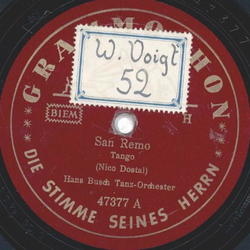 GRAMMOPHON
W. Voigt
52
BIEM
H
San Remo
Tango
(Nico Dostal)
Hans Busch Tanz-Orchester
47377 A
DIE STIMME SEINES HERRN